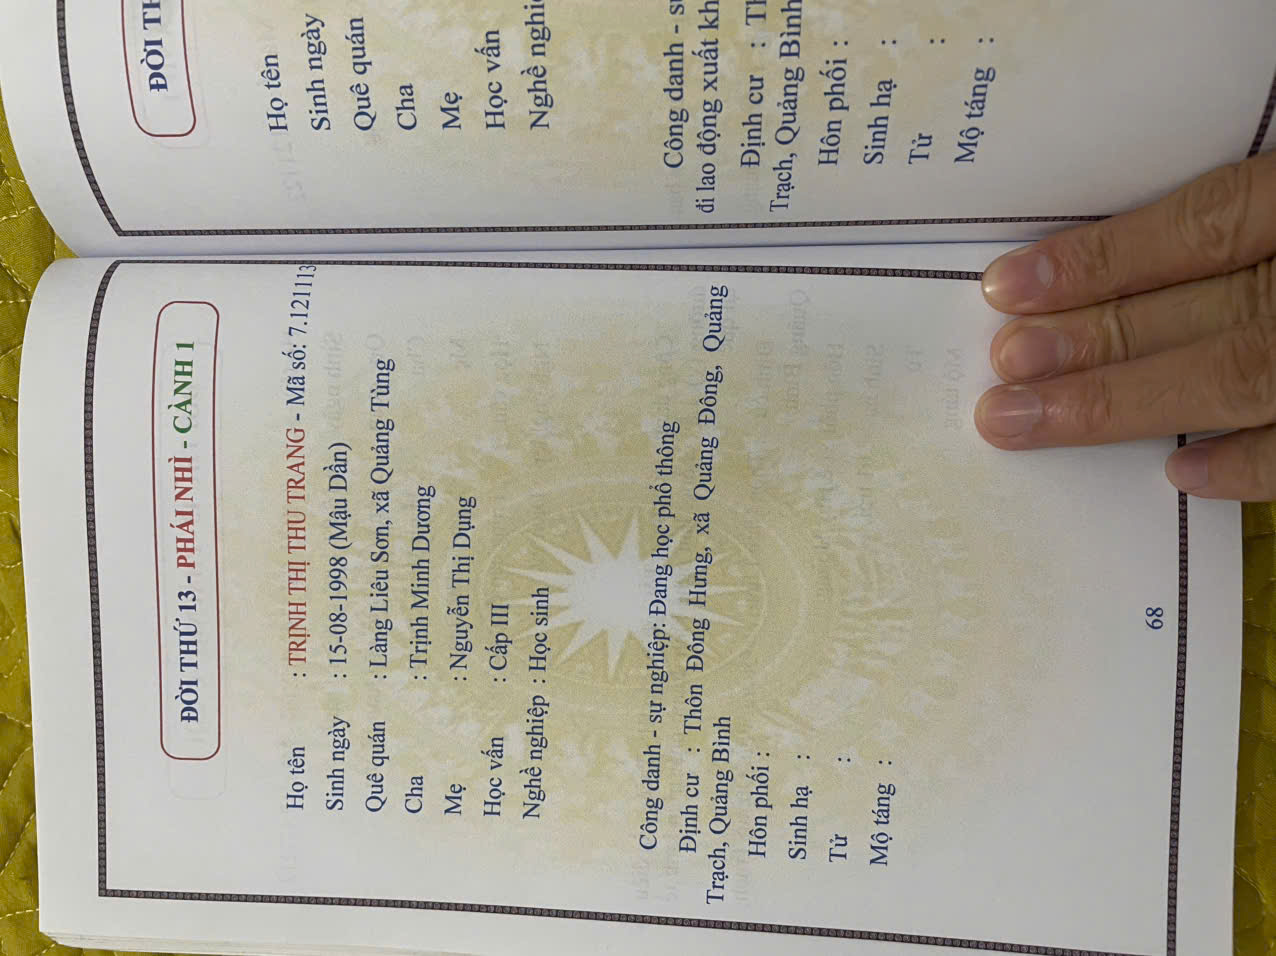 ĐỜI THỨ 13 - PHÁI NHÌ - CÀNH 1
Họ tên : TRỊNH THỊ THU TRANG - Mã số: 7.121113
Sinh ngày : 15-08-1998 (Mậu Dần)
Quê quán : Làng Liêu Sơn, xã Quảng Tùng
Cha : Trịnh Minh Dương
Mẹ : Nguyễn Thị Dụng
Học vấn : Cấp III
Nghề nghiệp : Học sinh
Công danh - sự nghiệp: Đang học phổ thông
Định cư : Thôn Đông Hưng, xã Quảng Đông, Quảng
Trạch, Quảng Bình
Hôn phối :
Sinh hạ :
Tử :
Mộ táng :
68
ĐỜI
Họ tên
Sinh ngày
Quê quán
Cha
Mẹ
Học vấn
Nghề
Công danh -
đi lao động xuất
Định cư :
Trạch, Quảng Bình
Hôn phối :
Sinh hạ :
Tử :
Mộ táng :